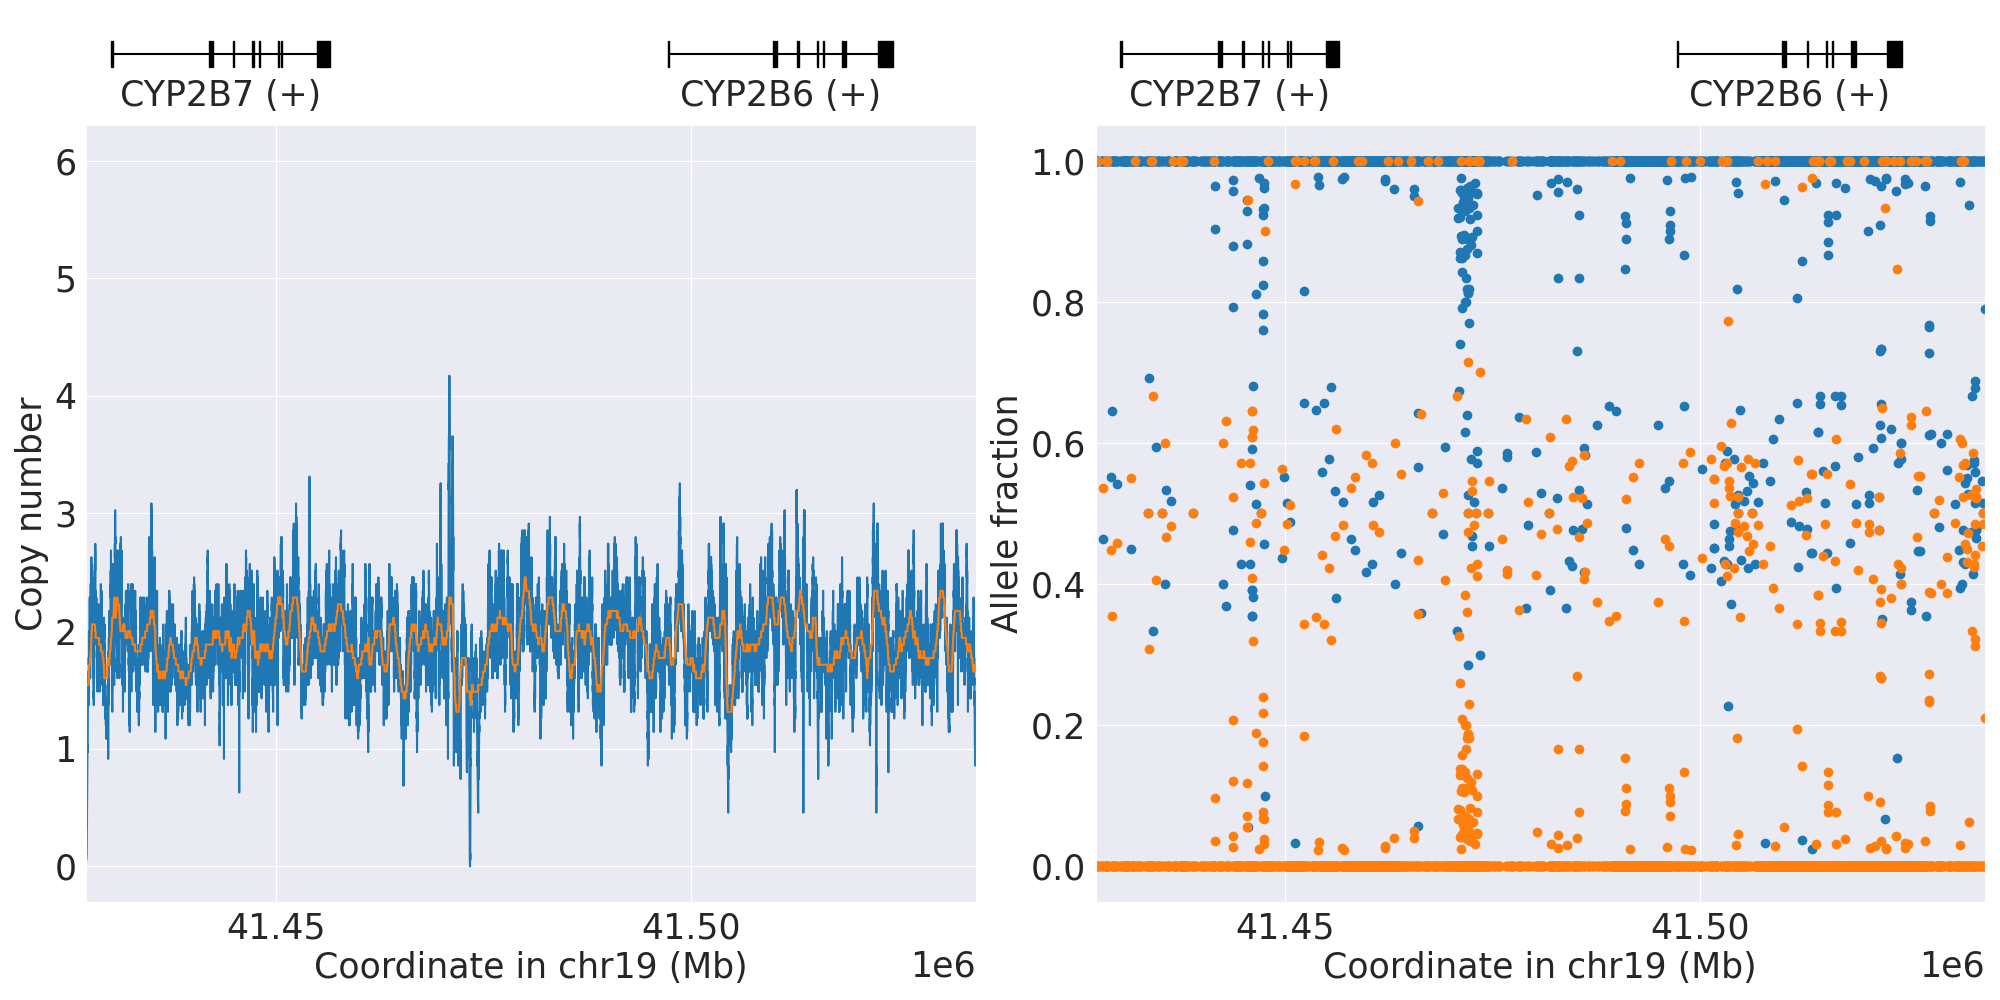 CYP2B7 (+)
CYP2B6 (+)
Copy number
6
5
4
3
2
1
0
41.45
41.50
Coordinate in chr19 (Mb)
1e6
CYP2B7 (+)
CYP2B6 (+)
Allele fraction
1.0
0.8
0.6
0.4
0.2
0.0
41.45
41.50
Coordinate in chr19 (Mb)
1e6